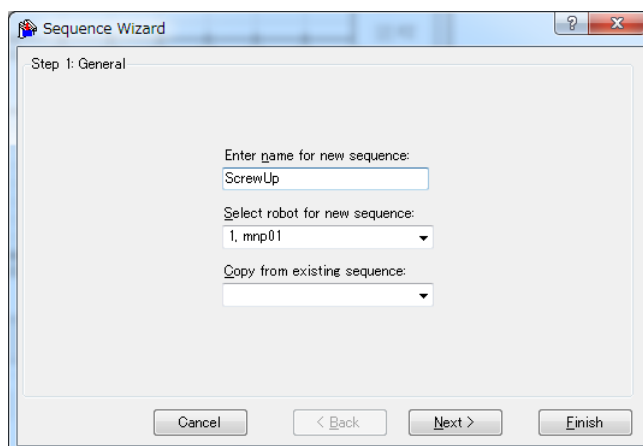 Sequence Wizard
?
X
Step 1: General
Enter name for new sequence:
ScrewUp
Select robot for new sequence:
1, mnp01
Copy from existing sequence:
Cancel
< Back
Next >
Finish